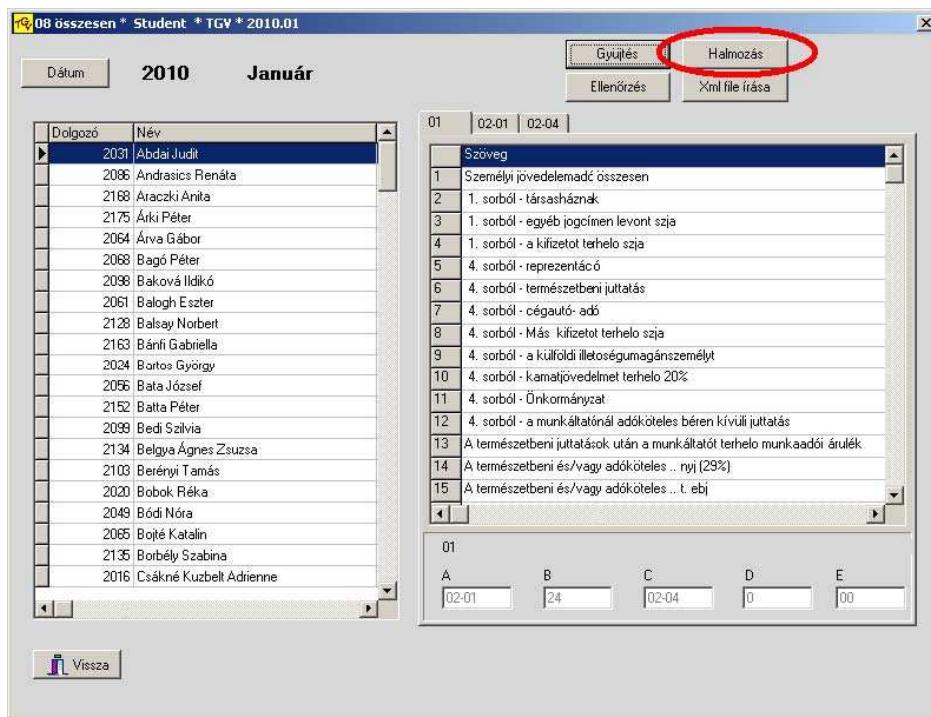 08 összesen * Student * TGV * 2010.01
Dátum 2010 Január
Gyüjtés Halmozás
Ellenőrzés Xml file írása
Dolgozó Név
2031 Abdai Judit
2086 Andrasics Renáta
2168 Araczki Anita
2175 Árki Péter
2064 Árva Gábor
2068 Bagó Péter
2098 Baková Ildikó
2061 Balogh Eszter
2128 Balsay Norbert
2163 Bánfi Gabriella
2024 Bartos György
2056 Bata József
2152 Batta Péter
2099 Bedi Szilvia
2134 Belgya Ágnes Zsuzsa
2103 Berényi Tamás
2020 Bobok Réka
2049 Bódi Nóra
2065 Bojté Katalin
2135 Borbély Szabina
2016 Csákné Kuzbelt Adrienne
01 02-01 02-04
Szöveg
1 Személyi jövedelemadó összesen
2 1. sorból - társasháznak
3 1. sorból - egyéb jogcímen levont szja
4 1. sorból - a kifizetot terhelo szja
5 4. sorból - reprezentáció
6 4. sorból - természetbeni juttatás
7 4. sorból - cégautó- adó
8 4. sorból - Más kifizetot terhelo szja
9 4. sorból - a külföldi illetoségumagánszemélyt
10 4. sorból - kamatjövedelmet terhelo 20%
11 4. sorból - Önkormányzat
12 4. sorból - a munkáltatónál adóköteles béren kívüli juttatás
13 A természetbeni juttatások után a munkáltatót terhelo munkaadói árulék
14 A természetbeni és/vagy adóköteles .. nyj (29%)
15 A természetbeni és/vagy adóköteles .. t. ebj
01
A B C D E
02-01 24 02-04 0 00
Vissza